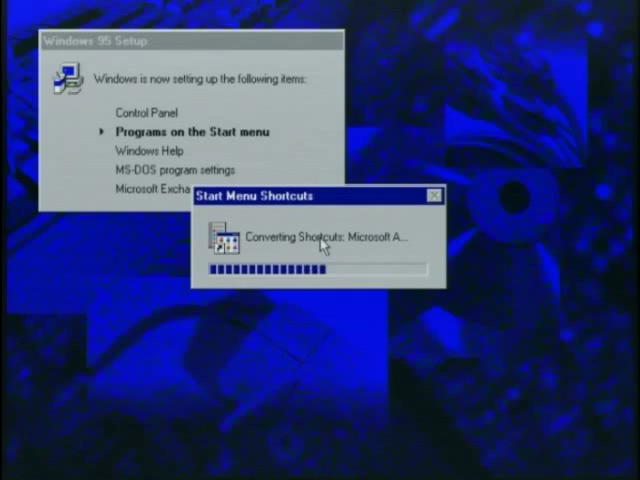 Windows 95 Setup
Windows is now setting up the following items:
Control Panel
Programs on the Start menu
Windows Help
MS-DOS program settings
Microsoft Excha
Start Menu Shortcuts
Converting Shortcuts: Microsoft A...